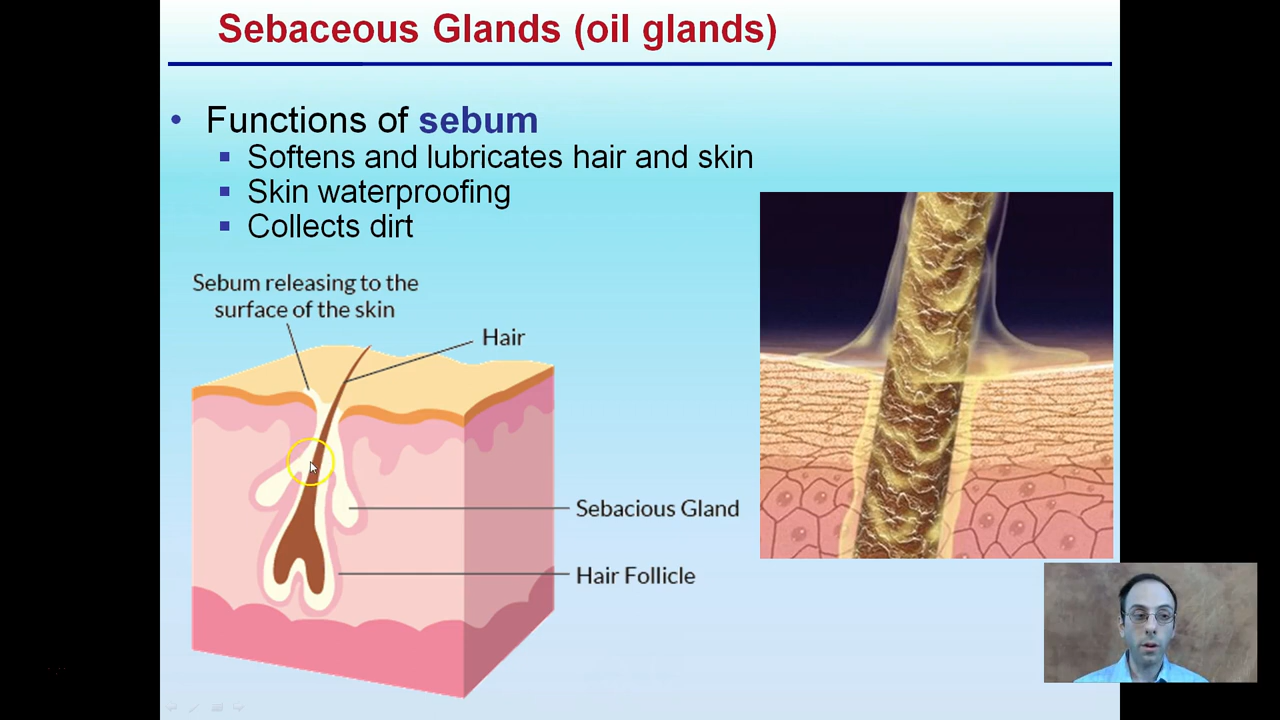 Sebaceous Glands (oil glands)
• Functions of sebum
▪ Softens and lubricates hair and skin
▪ Skin waterproofing
▪ Collects dirt
Sebum releasing to the
surface of the skin
Hair
Sebacious Gland
Hair Follicle